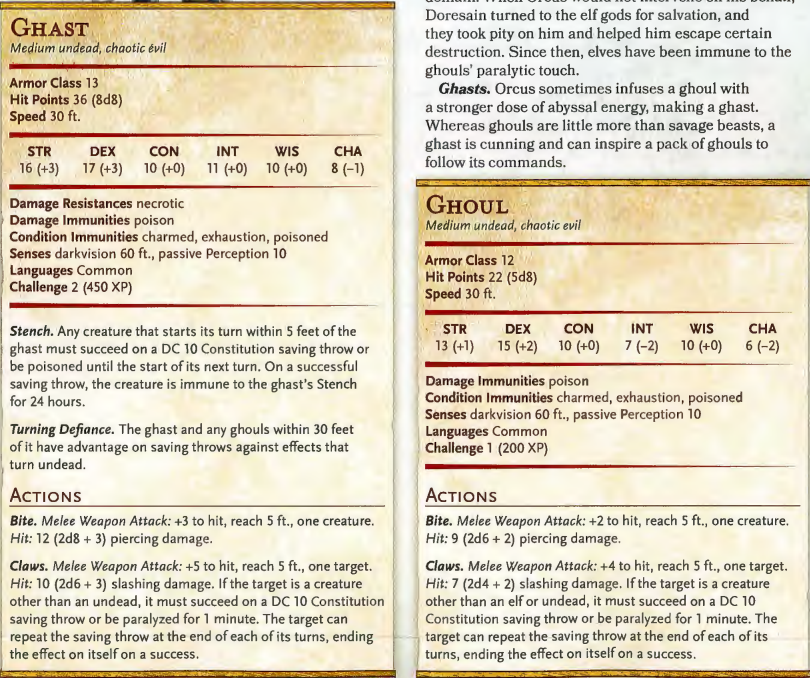 GHAST
Medium undead, chaotic evil
Armor Class 13
Hit Points 36 (8d8)
Speed 30 ft.
STR DEX CON INT WIS CHA
16 (+3) 17 (+3) 10 (+0) 11 (+0) 10 (+0) 8 (−1)
Damage Resistances necrotic
Damage Immunities poison
Condition Immunities charmed, exhaustion, poisoned
Senses darkvision 60 ft., passive Perception 10
Languages Common
Challenge 2 (450 XP)
Stench. Any creature that starts its turn within 5 feet of the
ghast must succeed on a DC 10 Constitution saving throw or
be poisoned until the start of its next turn. On a successful
saving throw, the creature is immune to the ghast's Stench
for 24 hours.
Turning Defiance. The ghast and any ghouls within 30 feet
of it have advantage on saving throws against effects that
turn undead.
ACTIONS
Bite. Melee Weapon Attack: +3 to hit, reach 5 ft., one creature.
Hit: 12 (2d8 + 3) piercing damage.
Claws. Melee Weapon Attack: +5 to hit, reach 5 ft., one target.
Hit: 10 (2d6 + 3) slashing damage. If the target is a creature
other than an undead, it must succeed on a DC 10 Constitution
saving throw or be paralyzed for 1 minute. The target can
repeat the saving throw at the end of each of its turns, ending
the effect on itself on a success.
Doresain turned to the elf gods for salvation, and
they took pity on him and helped him escape certain
destruction. Since then, elves have been immune to the
ghouls' paralytic touch.
Ghasts. Orcus sometimes infuses a ghoul with
a stronger dose of abyssal energy, making a ghast.
Whereas ghouls are little more than savage beasts, a
ghast is cunning and can inspire a pack of ghouls to
follow its commands.
GHOUL
Medium undead, chaotic evil
Armor Class 12
Hit Points 22 (5d8)
Speed 30 ft.
STR DEX CON INT WIS CHA
13 (+1) 15 (+2) 10 (+0) 7 (−2) 10 (+0) 6 (−2)
Damage Immunities poison
Condition Immunities charmed, exhaustion, poisoned
Senses darkvision 60 ft., passive Perception 10
Languages Common
Challenge 1 (200 XP)
ACTIONS
Bite. Melee Weapon Attack: +2 to hit, reach 5 ft., one creature.
Hit: 9 (2d6 + 2) piercing damage.
Claws. Melee Weapon Attack: +4 to hit, reach 5 ft., one target.
Hit: 7 (2d4 + 2) slashing damage. If the target is a creature
other than an elf or undead, it must succeed on a DC 10
Constitution saving throw or be paralyzed for 1 minute. The
target can repeat the saving throw at the end of each of its
turns, ending the effect on itself on a success.